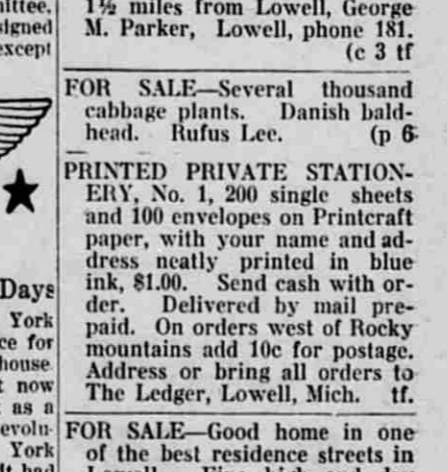 ittee.
signed
except
Days
York
ce for
house
t now
as a
evolu-
York
1½ miles from Lowell, George
M. Parker, Lowell, phone 181.
(c 3 tf
FOR SALE—Several thousand
cabbage plants. Danish bald-
head. Rufus Lee. (p 6
PRINTED PRIVATE STATION-
ERY, No. 1, 200 single sheets
and 100 envelopes on Printcraft
paper, with your name and ad-
dress neatly printed in blue
ink, $1.00. Send cash with or-
der. Delivered by mail pre-
paid. On orders west of Rocky
mountains add 10c for postage.
Address or bring all orders to
The Ledger, Lowell, Mich. tf.
FOR SALE—Good home in one
of the best residence streets in